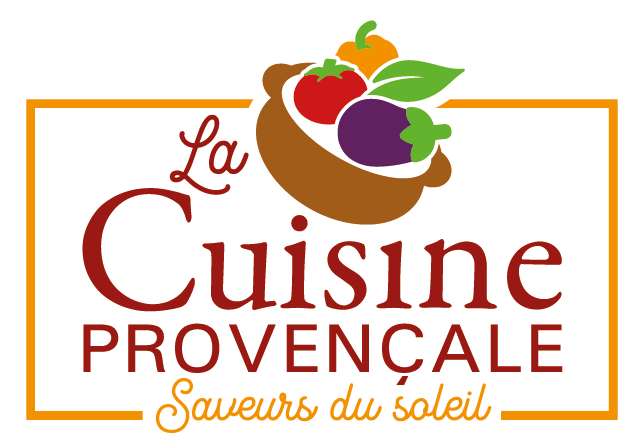 La
Cuisine
PROVENÇALE
Saveurs du soleil